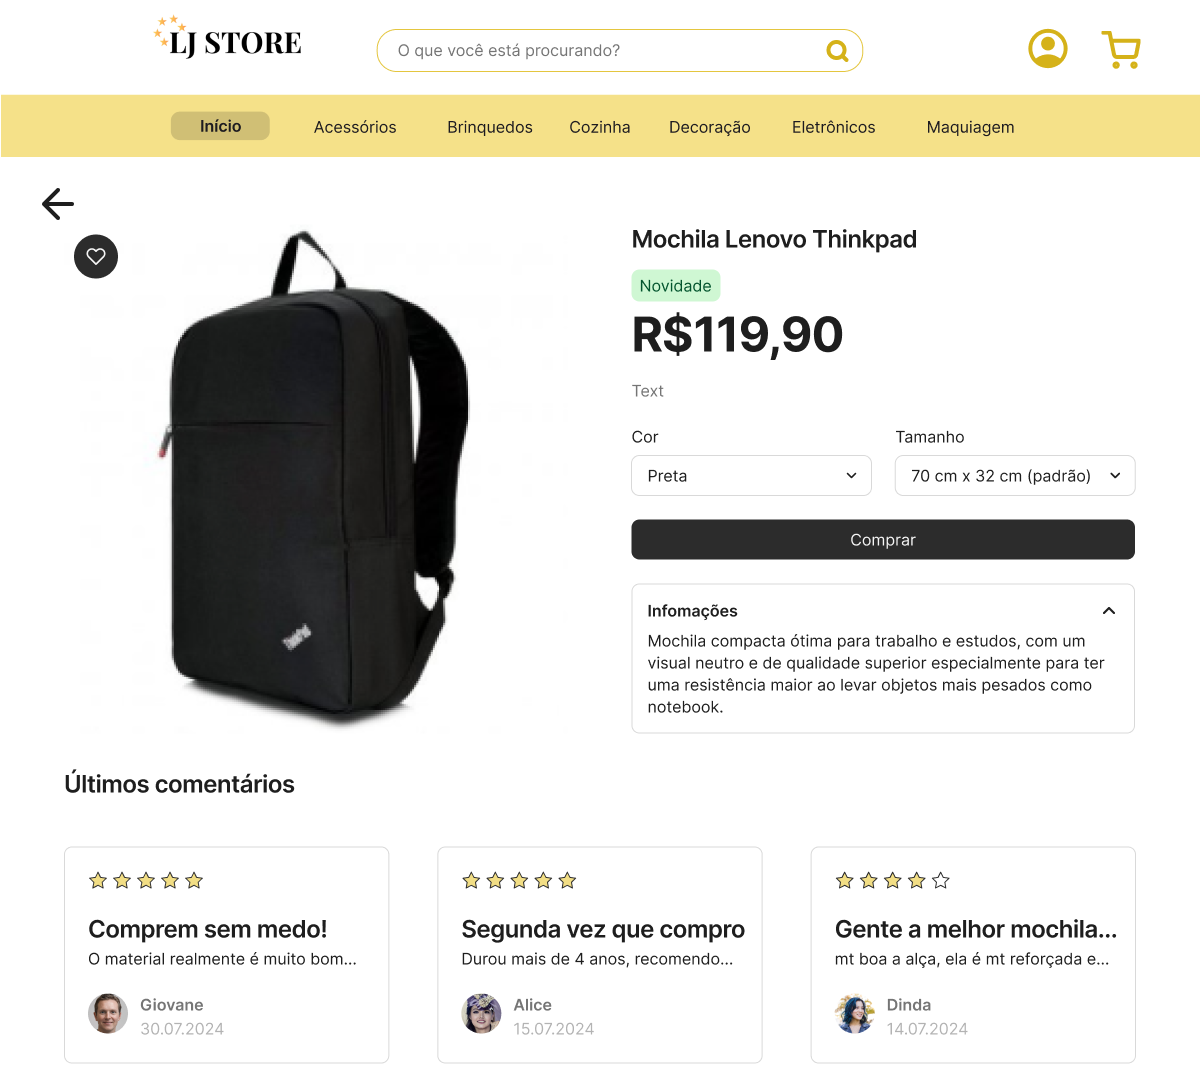 LJ STORE
O que você está procurando?
Início
Acessórios
Brinquedos
Cozinha
Decoração
Eletrônicos
Maquiagem
Mochila Lenovo Thinkpad
Novidade
R$119,90
Text
Cor
Tamanho
Preta
70 cm x 32 cm (padrão)
Comprar
Infomações
Mochila compacta ótima para trabalho e estudos, com um
visual neutro e de qualidade superior especialmente para ter
uma resistência maior ao levar objetos mais pesados como
notebook.
ThinkPad
Últimos comentários
Comprem sem medo!
O material realmente é muito bom...
Giovane
30.07.2024
Segunda vez que compro
Durou mais de 4 anos, recomendo...
Alice
15.07.2024
Gente a melhor mochila...
mt boa a alça, ela é mt reforçada e...
Dinda
14.07.2024